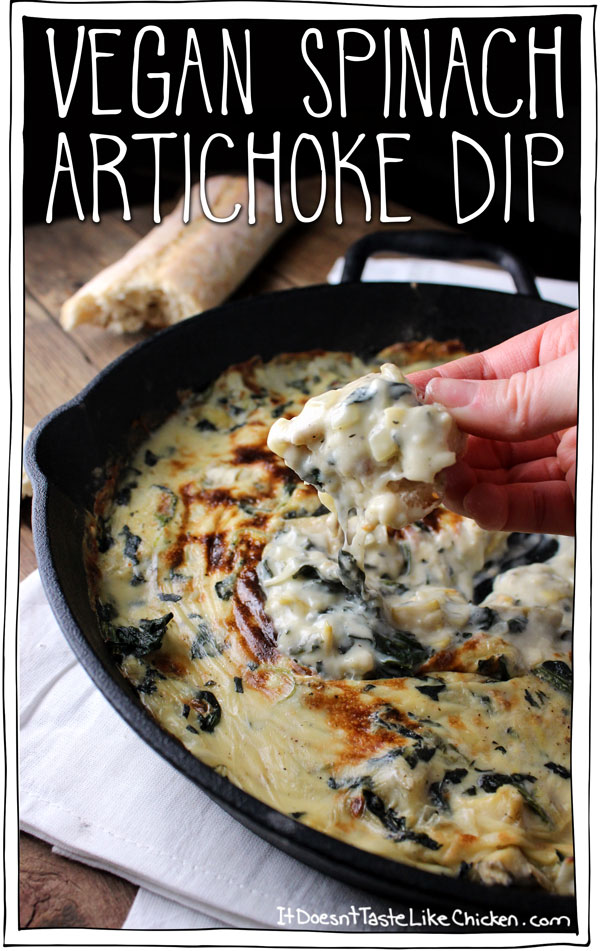 VEGAN SPINACH
ARTICHOKE DIP
ItDoesntTasteLikeChicken.com